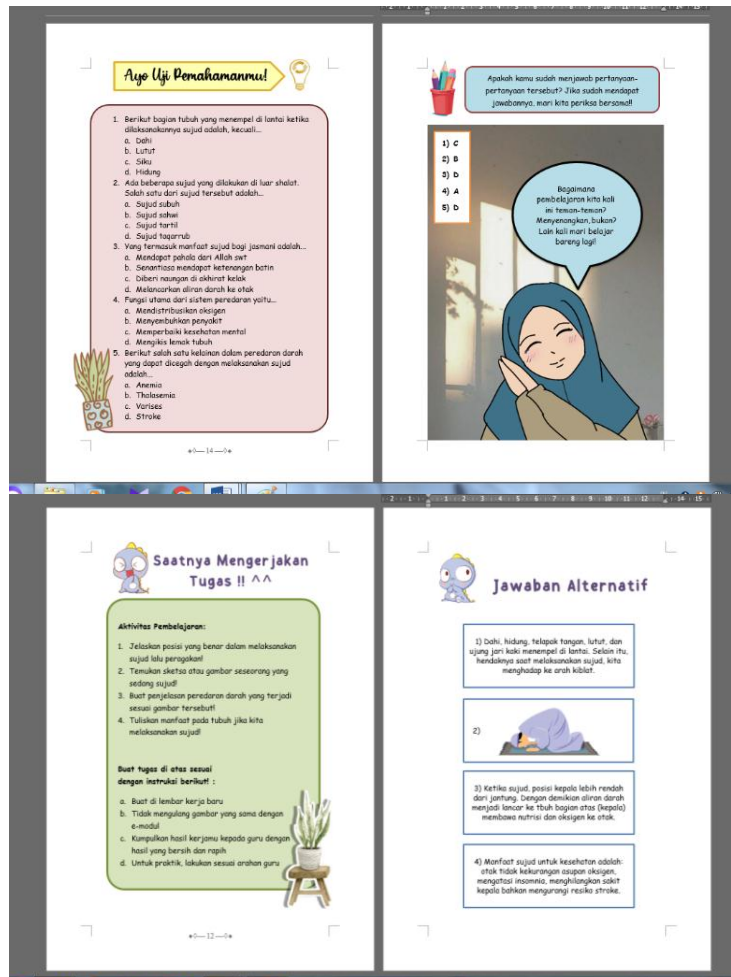 Ayo Uji Pemahamanmu!
1. Berikut bagian tubuh yang menempel di lantai ketika
dilaksanakannya sujud adalah, kecuali...
a. Dahi
b. Lutut
c. Siku
d. Hidung
2. Ada beberapa sujud yang dilakukan di luar shalat.
Salah satu dari sujud tersebut adalah...
a. Sujud subuh
b. Sujud sahwi
c. Sujud tartil
d. Sujud taqarrub
3. Yang termasuk manfaat sujud bagi jasmani adalah...
a. Mendapat pahala dari Allah swt
b. Senantiasa mendapat ketenangan batin
c. Diberi naungan di akhirat kelak
d. Melancarkan aliran darah ke otak
4. Fungsi utama dari sistem peredaran yaitu...
a. Mendistribusikan oksigen
b. Menyembuhkan penyakit
c. Memperbaiki kesehatan mental
d. Mengikis lemak tubuh
5. Berikut salah satu kelainan dalam peredaran darah
yang dapat dicegah dengan melaksanakan sujud
adalah...
a. Anemia
b. Thalasemia
c. Varises
d. Stroke
14
Apakah kamu sudah menjawab pertanyaan-
pertanyaan tersebut? Jika sudah mendapat
jawabannya, mari kita periksa bersama!!
1) C
2) B
3) D
4) A
5) D
Bagaimana
pembelajaran kita kali
ini teman-teman?
Menyenangkan, bukan?
Lain kali mari belajar
bareng lagi!
Saatnya Mengerjakan
Tugas !! ^^
Aktivitas Pembelajaran:
1. Jelaskan posisi yang benar dalam melaksanakan
sujud lalu peragakan!
2. Temukan sketsa atau gambar seseorang yang
sedang sujud!
3. Buat penjelasan peredaran darah yang terjadi
sesuai gambar tersebut!
4. Tuliskan manfaat pada tubuh jika kita
melaksanakan sujud!
Buat tugas di atas sesuai
dengan instruksi berikut! :
a. Buat di lembar kerja baru
b. Tidak mengulang gambar yang sama dengan
e-modul
c. Kumpulkan hasil kerjamu kepada guru dengan
hasil yang bersih dan rapih
d. Untuk praktik, lakukan sesuai arahan guru
12
Jawaban Alternatif
1) Dahi, hidung, telapak tangan, lutut, dan
ujung jari kaki menempel di lantai. Selain itu,
hendaknya saat melaksanakan sujud, kita
menghadap ke arah kiblat.
2)
3) Ketika sujud, posisi kepala lebih rendah
dari jantung. Dengan demikian aliran darah
menjadi lancar ke tbuh bagian atas (kepala)
membawa nutrisi dan oksigen ke otak.
4) Manfaat sujud untuk kesehatan adalah:
otak tidak kekurangan asupan oksigen,
mengatasi insomnia, menghilangkan sakit
kepala bahkan mengurangi resiko stroke.